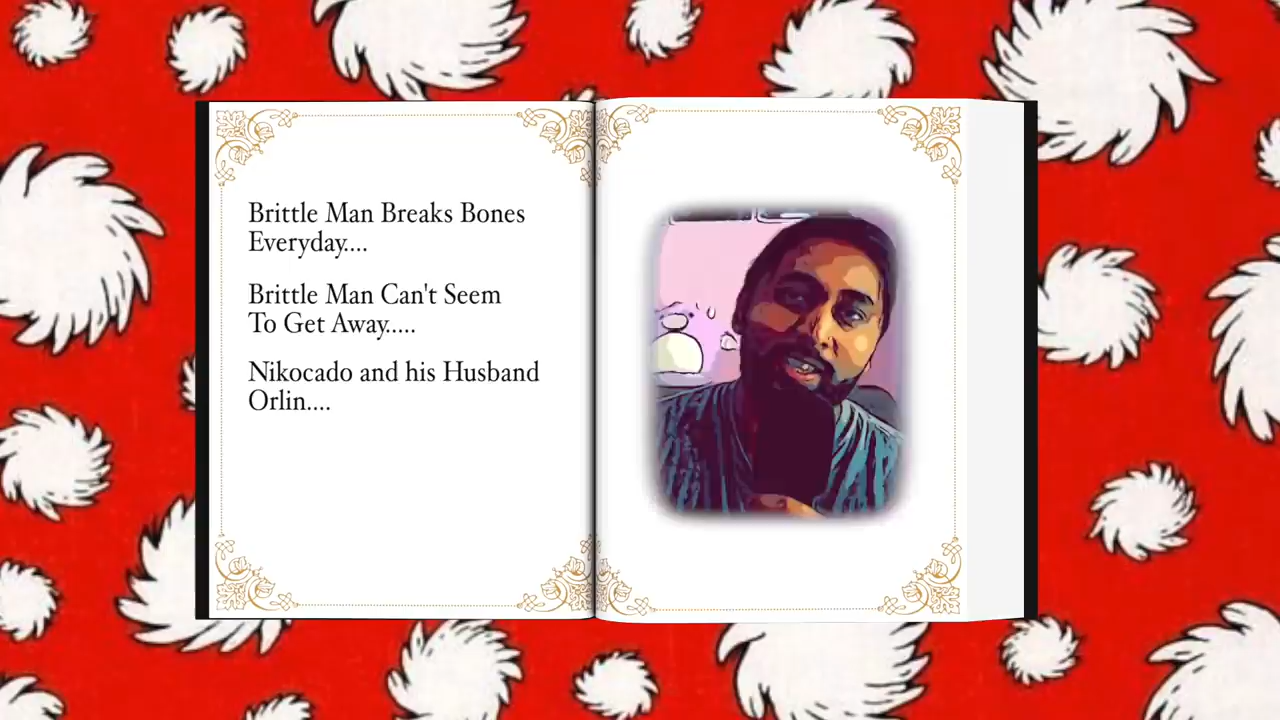 Brittle Man Breaks Bones
Everyday....
Brittle Man Can't Seem
To Get Away.....
Nikocado and his Husband
Orlin....